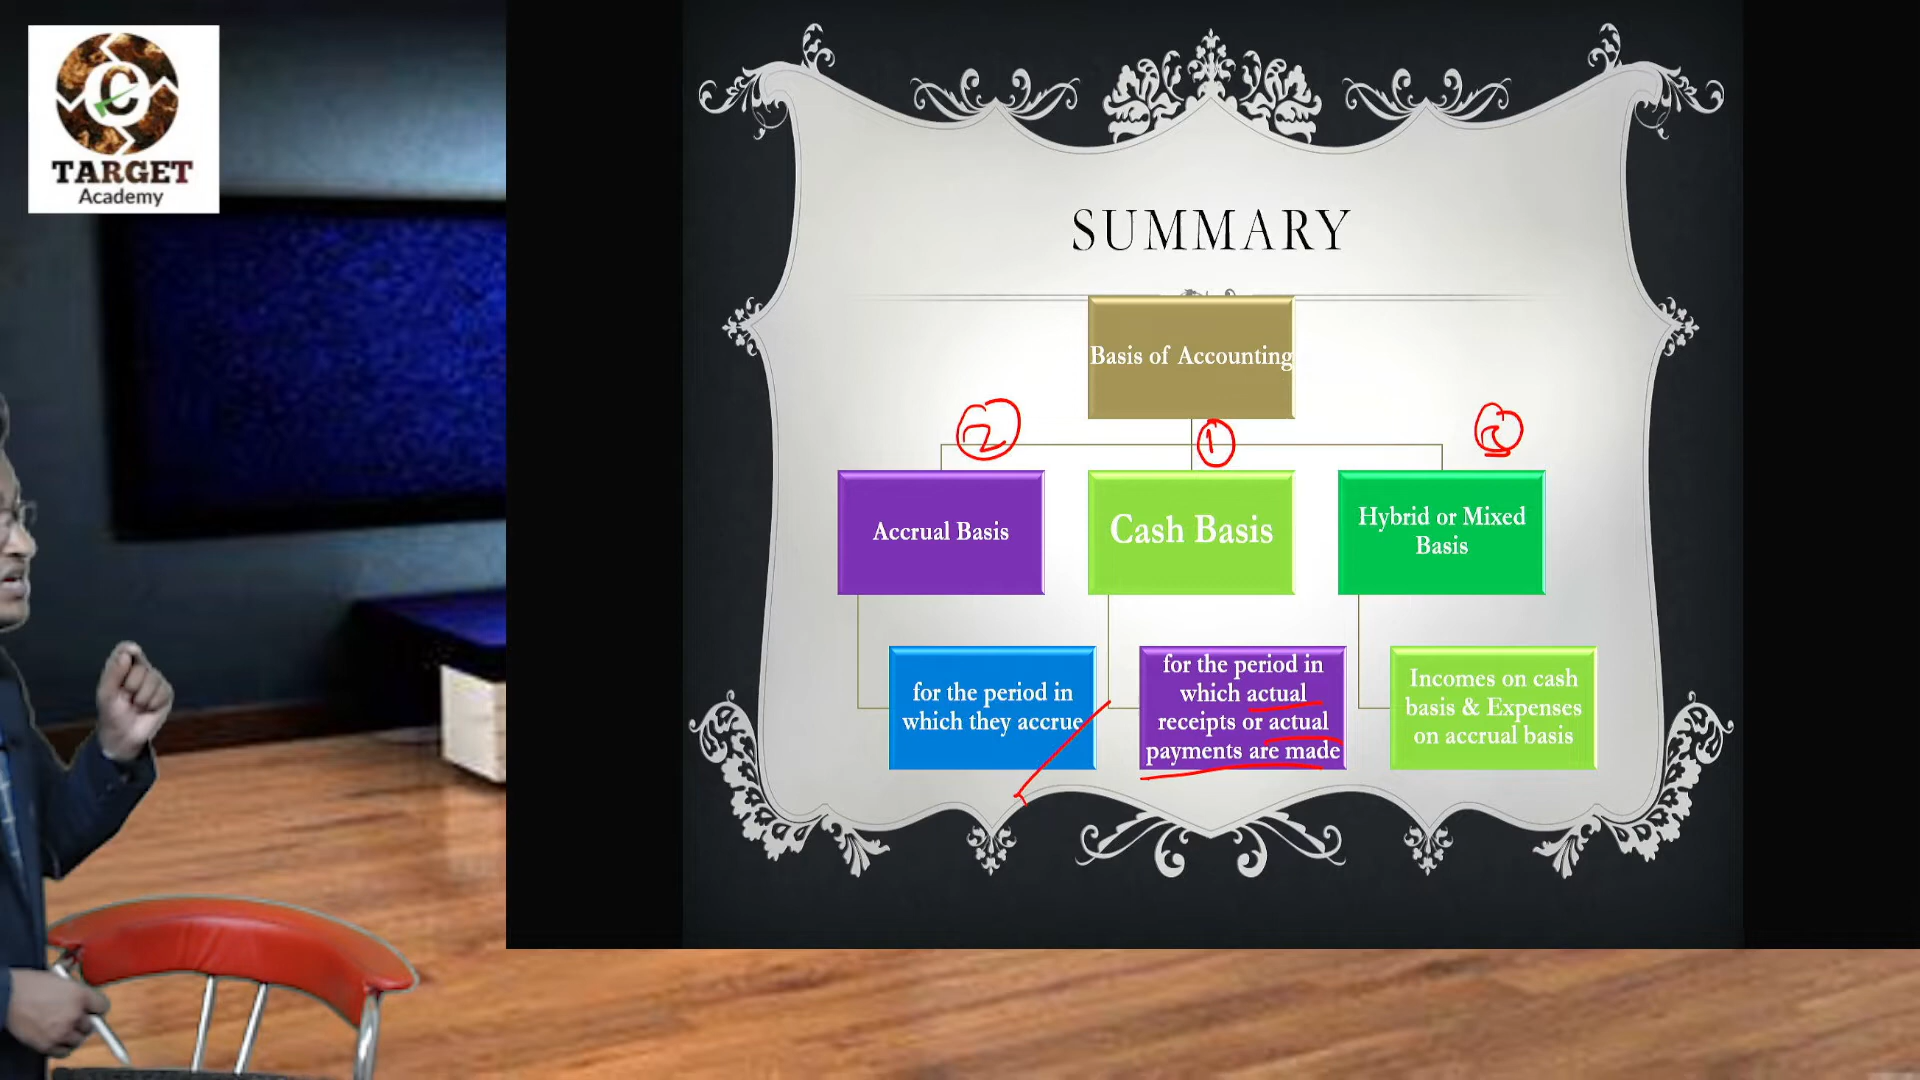 TARGET
Academy
SUMMARY
Basis of Accounting
2
1
Accrual Basis
Cash Basis
Hybrid or Mixed
Basis
for the period in
which they accrue
for the period in
which actual
receipts or actual
payments are made
Incomes on cash
basis & Expenses
on accrual basis